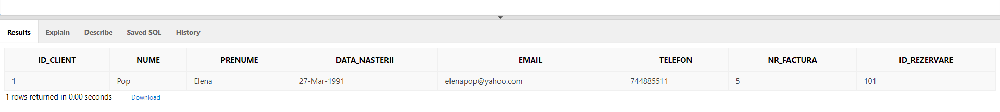 Results Explain Describe Saved SQL History
ID_CLIENT NUME PRENUME DATA_NASTERII EMAIL TELEFON NR_FACTURA ID_REZERVARE
1 Pop Elena 27-Mar-1991 elenapop@yahoo.com 744885511 5 101
1 rows returned in 0.00 seconds Download